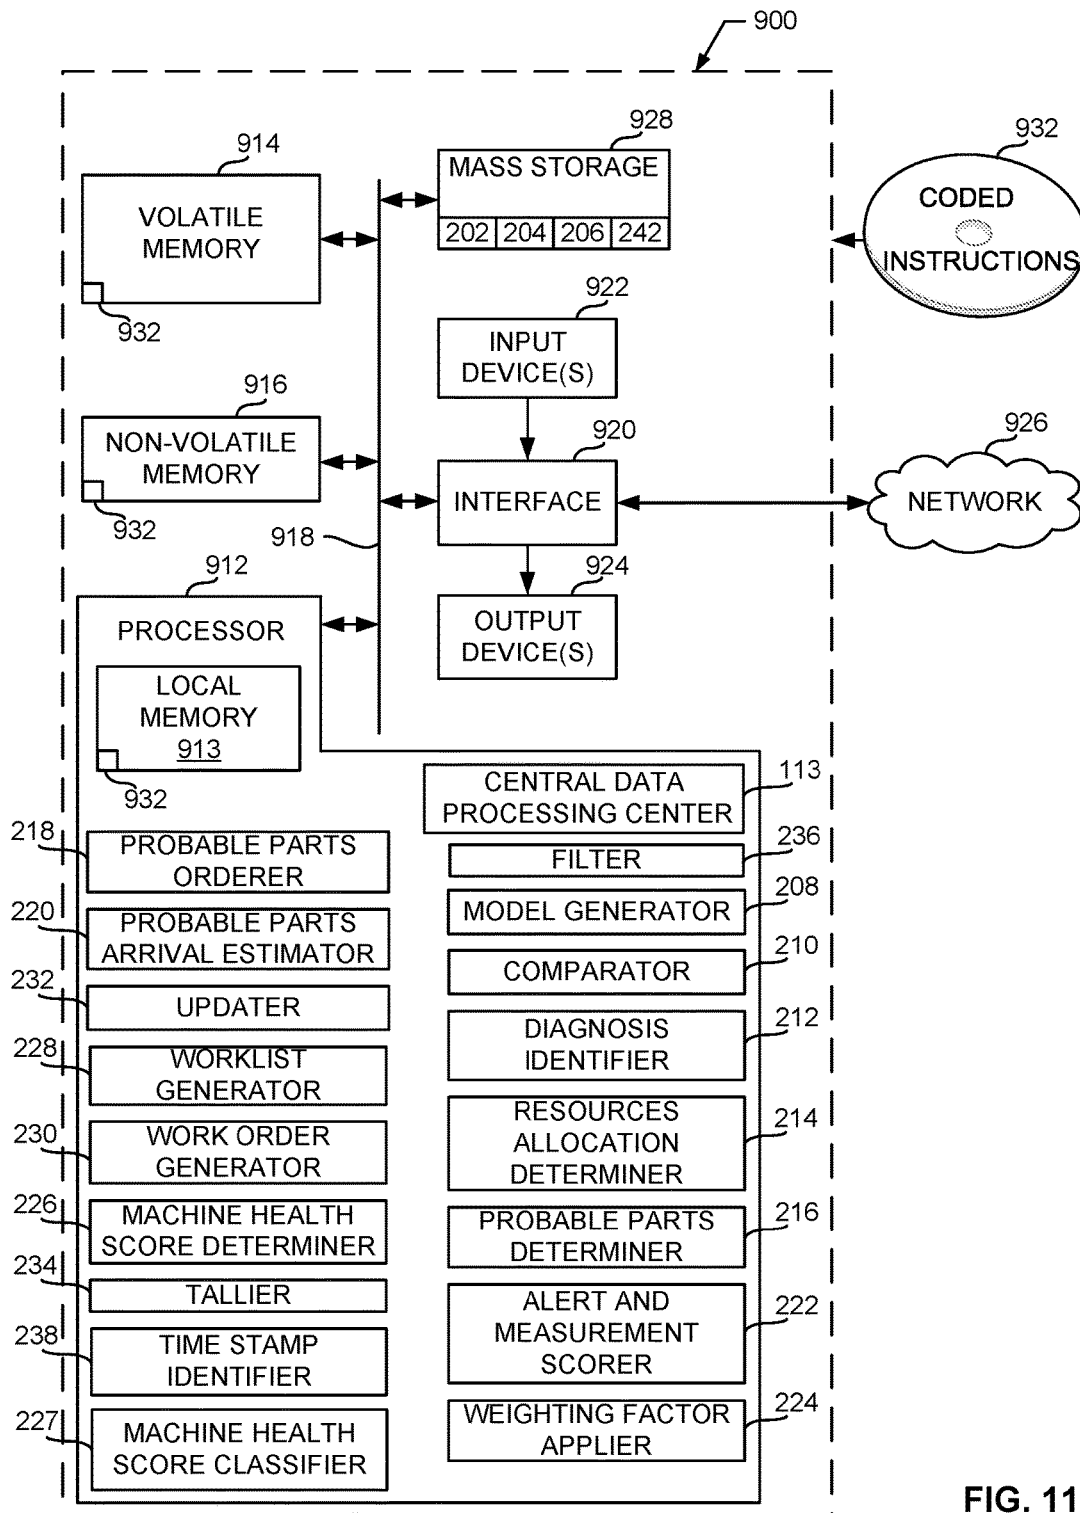 900
914
VOLATILE
MEMORY
932
928
MASS STORAGE
202 204 206 242
932
CODED
INSTRUCTIONS
922
INPUT
DEVICE(S)
916
NON-VOLATILE
MEMORY
932
918
920
INTERFACE
926
NETWORK
924
OUTPUT
DEVICE(S)
912
PROCESSOR
LOCAL
MEMORY
913
932
218
PROBABLE PARTS
ORDERER
220
PROBABLE PARTS
ARRIVAL ESTIMATOR
232
UPDATER
228
WORKLIST
GENERATOR
230
WORK ORDER
GENERATOR
226
MACHINE HEALTH
SCORE DETERMINER
234
TALLIER
238
TIME STAMP
IDENTIFIER
227
MACHINE HEALTH
SCORE CLASSIFIER
CENTRAL DATA
PROCESSING CENTER
113
FILTER
236
MODEL GENERATOR
208
COMPARATOR
210
DIAGNOSIS
IDENTIFIER
212
RESOURCES
ALLOCATION
DETERMINER
214
PROBABLE PARTS
DETERMINER
216
ALERT AND
MEASUREMENT
SCORER
222
WEIGHTING FACTOR
APPLIER
224
FIG. 11